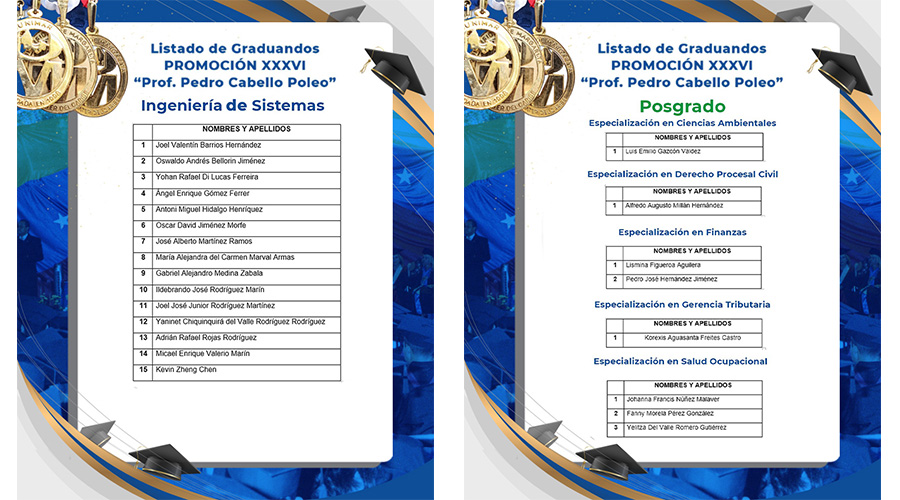 Listado de Graduandos
PROMOCIÓN XXXVI
“Prof. Pedro Cabello Poleo”
Ingeniería de Sistemas
NOMBRES Y APELLIDOS
1 Joel Valentín Barrios Hernández
2 Oswaldo Andrés Bellorin Jiménez
3 Yohan Rafael Di Lucas Ferreira
4 Ángel Enrique Gómez Ferrer
5 Antoni Miguel Hidalgo Henríquez
6 Oscar David Jiménez Morfe
7 José Alberto Martínez Ramos
8 María Alejandra del Carmen Marval Armas
9 Gabriel Alejandro Medina Zabala
10 Ildebrando José Rodríguez Marín
11 Joel José Junior Rodríguez Martínez
12 Yaninet Chiquinquirá del Valle Rodríguez Rodríguez
13 Adrián Rafael Rojas Rodríguez
14 Micael Enrique Valerio Marín
15 Kevin Zheng Chen
Listado de Graduandos
PROMOCIÓN XXXVI
“Prof. Pedro Cabello Poleo”
Posgrado
Especialización en Ciencias Ambientales
NOMBRES Y APELLIDOS
1 Luis Emilio Gazcón Valdez
Especialización en Derecho Procesal Civil
NOMBRES Y APELLIDOS
1 Alfredo Augusto Millán Hernández
Especialización en Finanzas
NOMBRES Y APELLIDOS
1 Lismina Figueroa Aguilera
2 Pedro José Hernández Jiménez
Especialización en Gerencia Tributaria
NOMBRES Y APELLIDOS
1 Korexis Aguasanta Freites Castro
Especialización en Salud Ocupacional
NOMBRES Y APELLIDOS
1 Johanna Francis Núñez Malaver
2 Fanny Morela Pérez González
3 Yelitza Del Valle Romero Gutiérrez